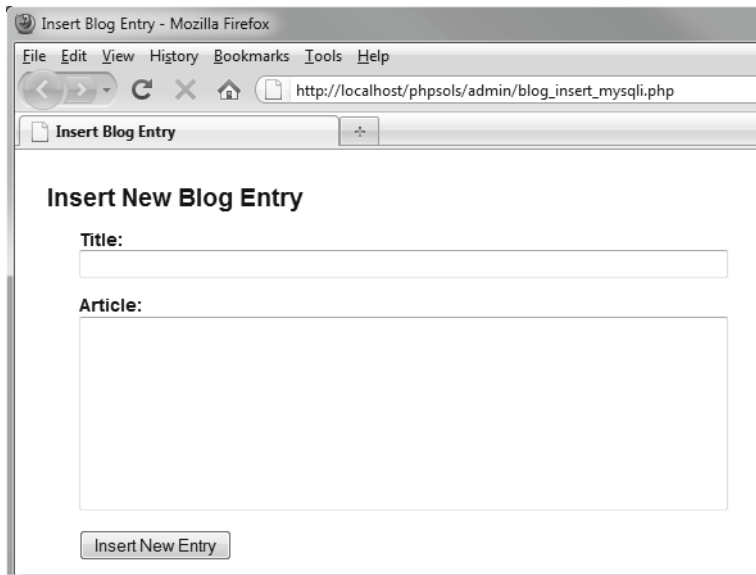 Insert Blog Entry - Mozilla Firefox
File Edit View History Bookmarks Tools Help
http://localhost/phpsols/admin/blog_insert_mysqli.php
Insert Blog Entry
Insert New Blog Entry
Title:
Article:
Insert New Entry